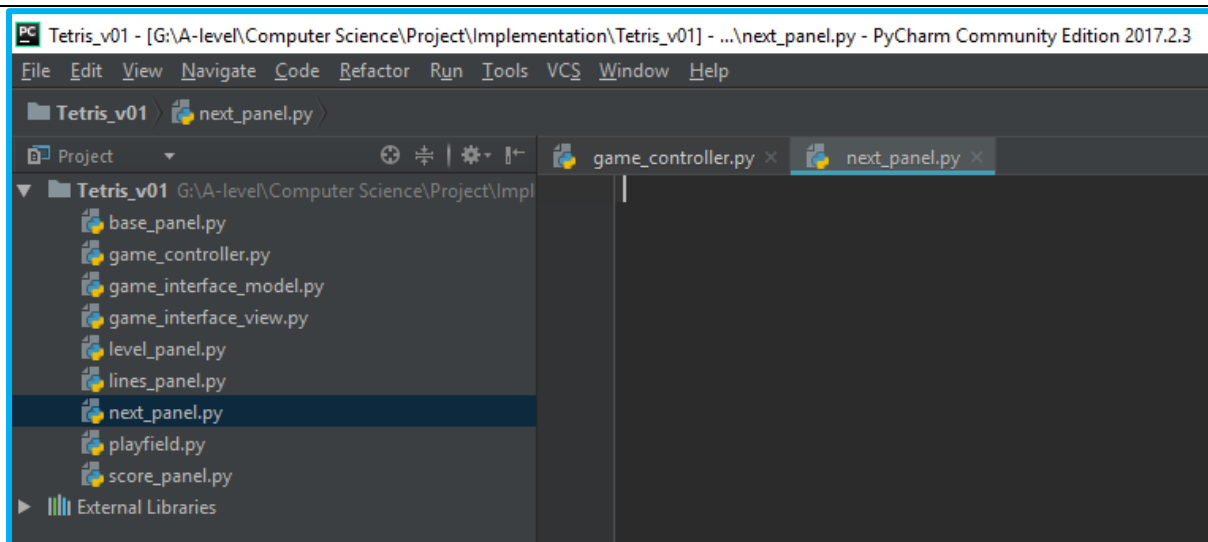 PC Tetris_v01 - [G:\A-level\Computer Science\Project\Implementation\Tetris_v01] - ...\next_panel.py - PyCharm Community Edition 2017.2.3
File Edit View Navigate Code Refactor Run Tools VCS Window Help
Tetris_v01 next_panel.py
Project
game_controller.py next_panel.py
Tetris_v01 G:\A-level\Computer Science\Project\Impl
base_panel.py
game_controller.py
game_interface_model.py
game_interface_view.py
level_panel.py
lines_panel.py
next_panel.py
playfield.py
score_panel.py
External Libraries